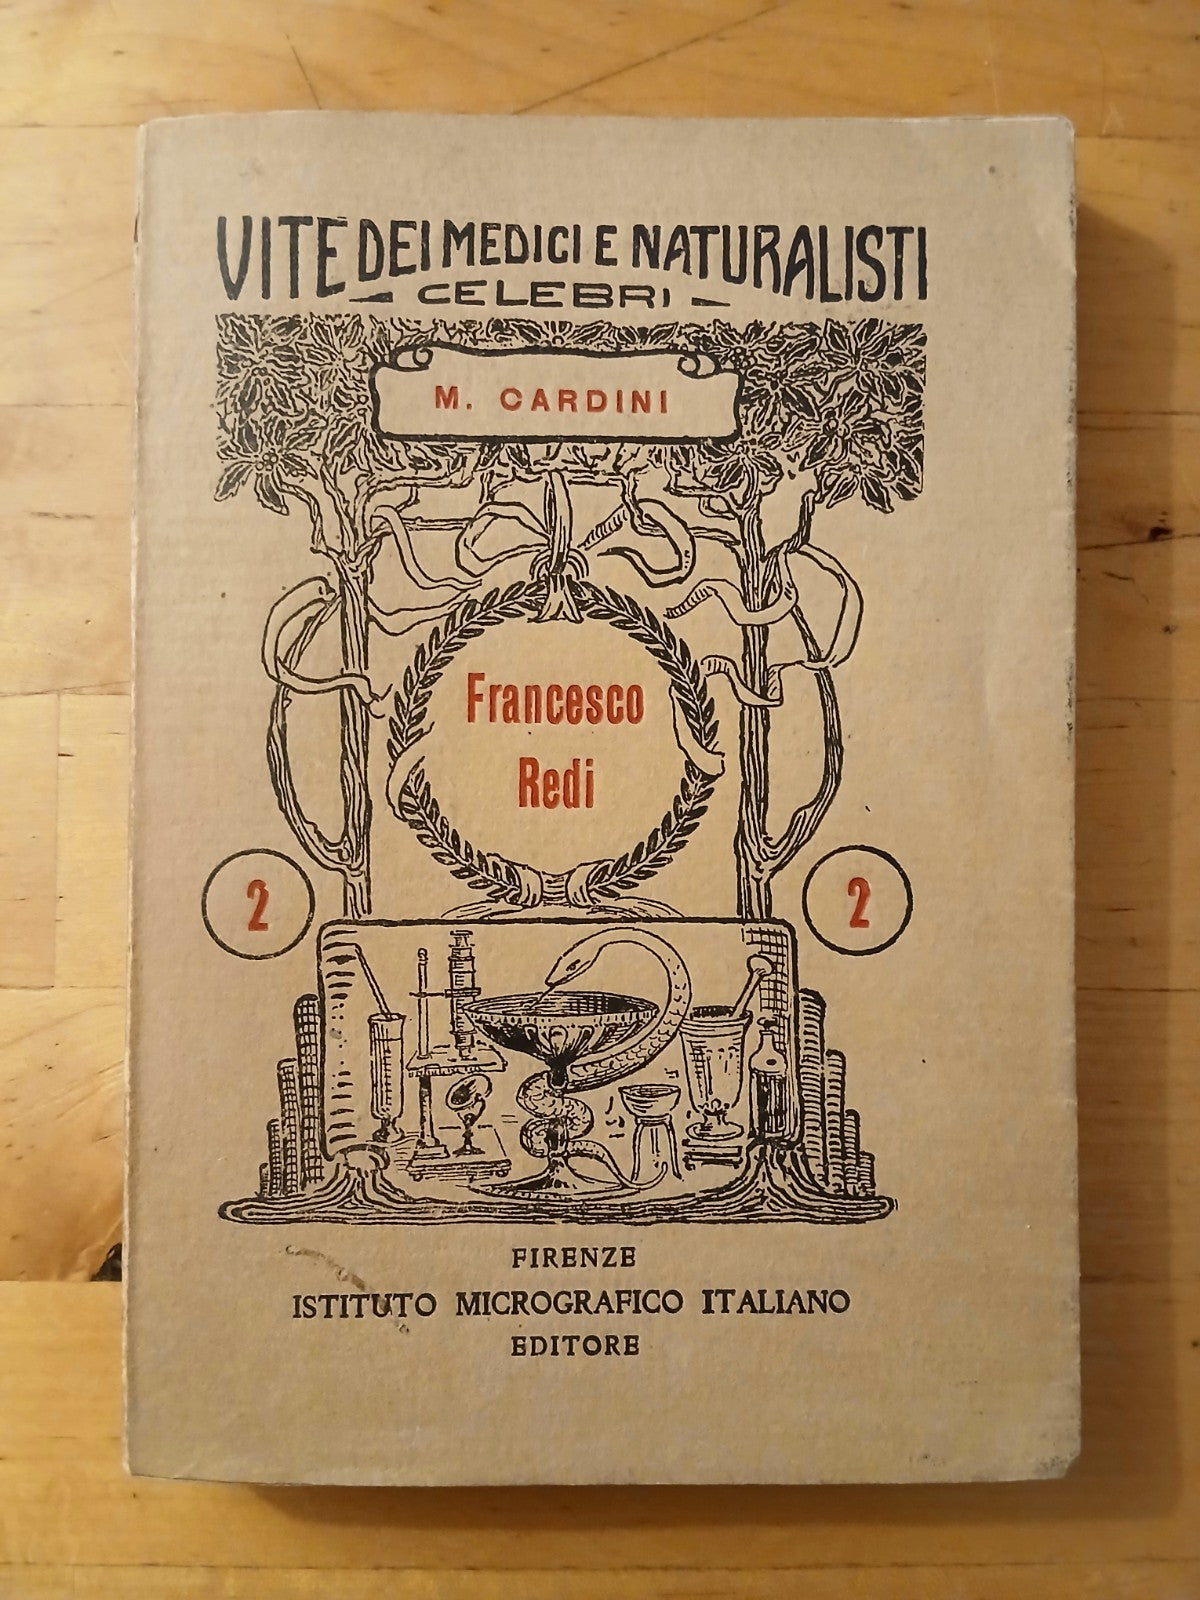 VITE DEI MEDICI E NATURALISTI
CELEBRI
M. CARDINI
Francesco
Redi
2
2
FIRENZE
ISTITUTO MICROGRAFICO ITALIANO
EDITORE